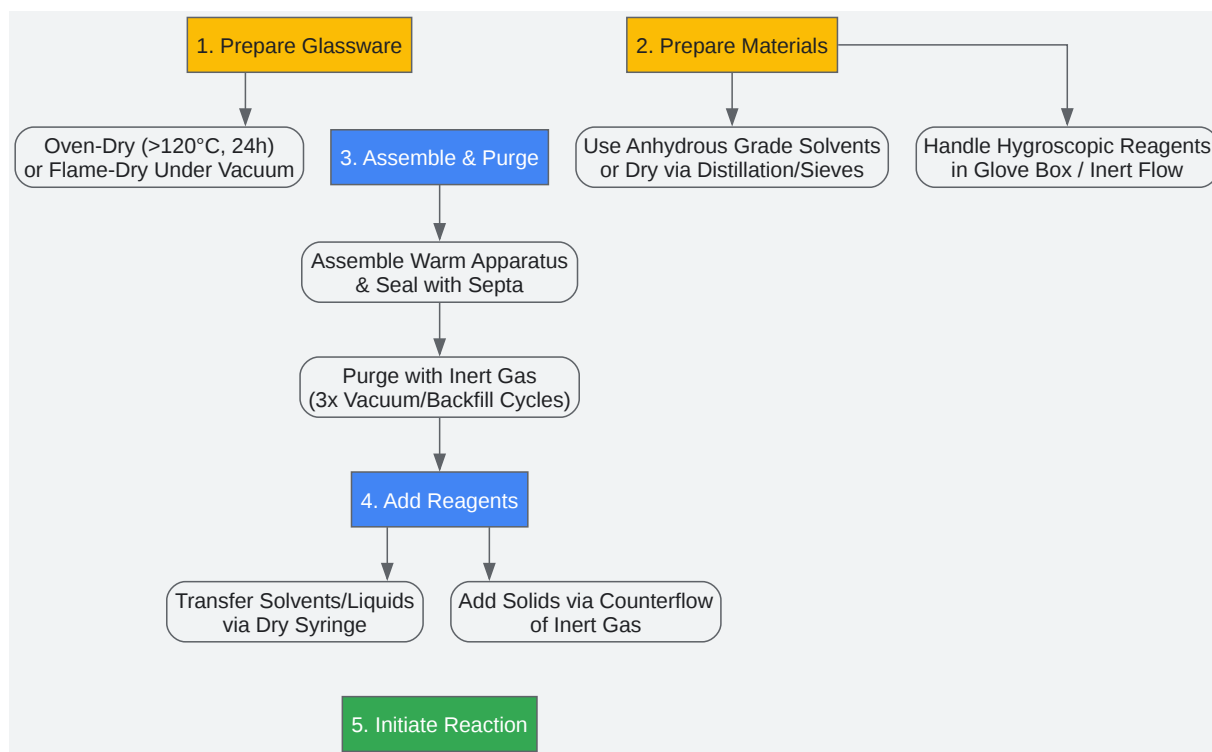 1. Prepare Glassware
2. Prepare Materials
Oven-Dry (>120°C, 24h)
or Flame-Dry Under Vacuum
3. Assemble & Purge
Use Anhydrous Grade Solvents
or Dry via Distillation/Sieves
Handle Hygroscopic Reagents
in Glove Box / Inert Flow
Assemble Warm Apparatus
& Seal with Septa
Purge with Inert Gas
(3x Vacuum/Backfill Cycles)
4. Add Reagents
Transfer Solvents/Liquids
via Dry Syringe
Add Solids via Counterflow
of Inert Gas
5. Initiate Reaction